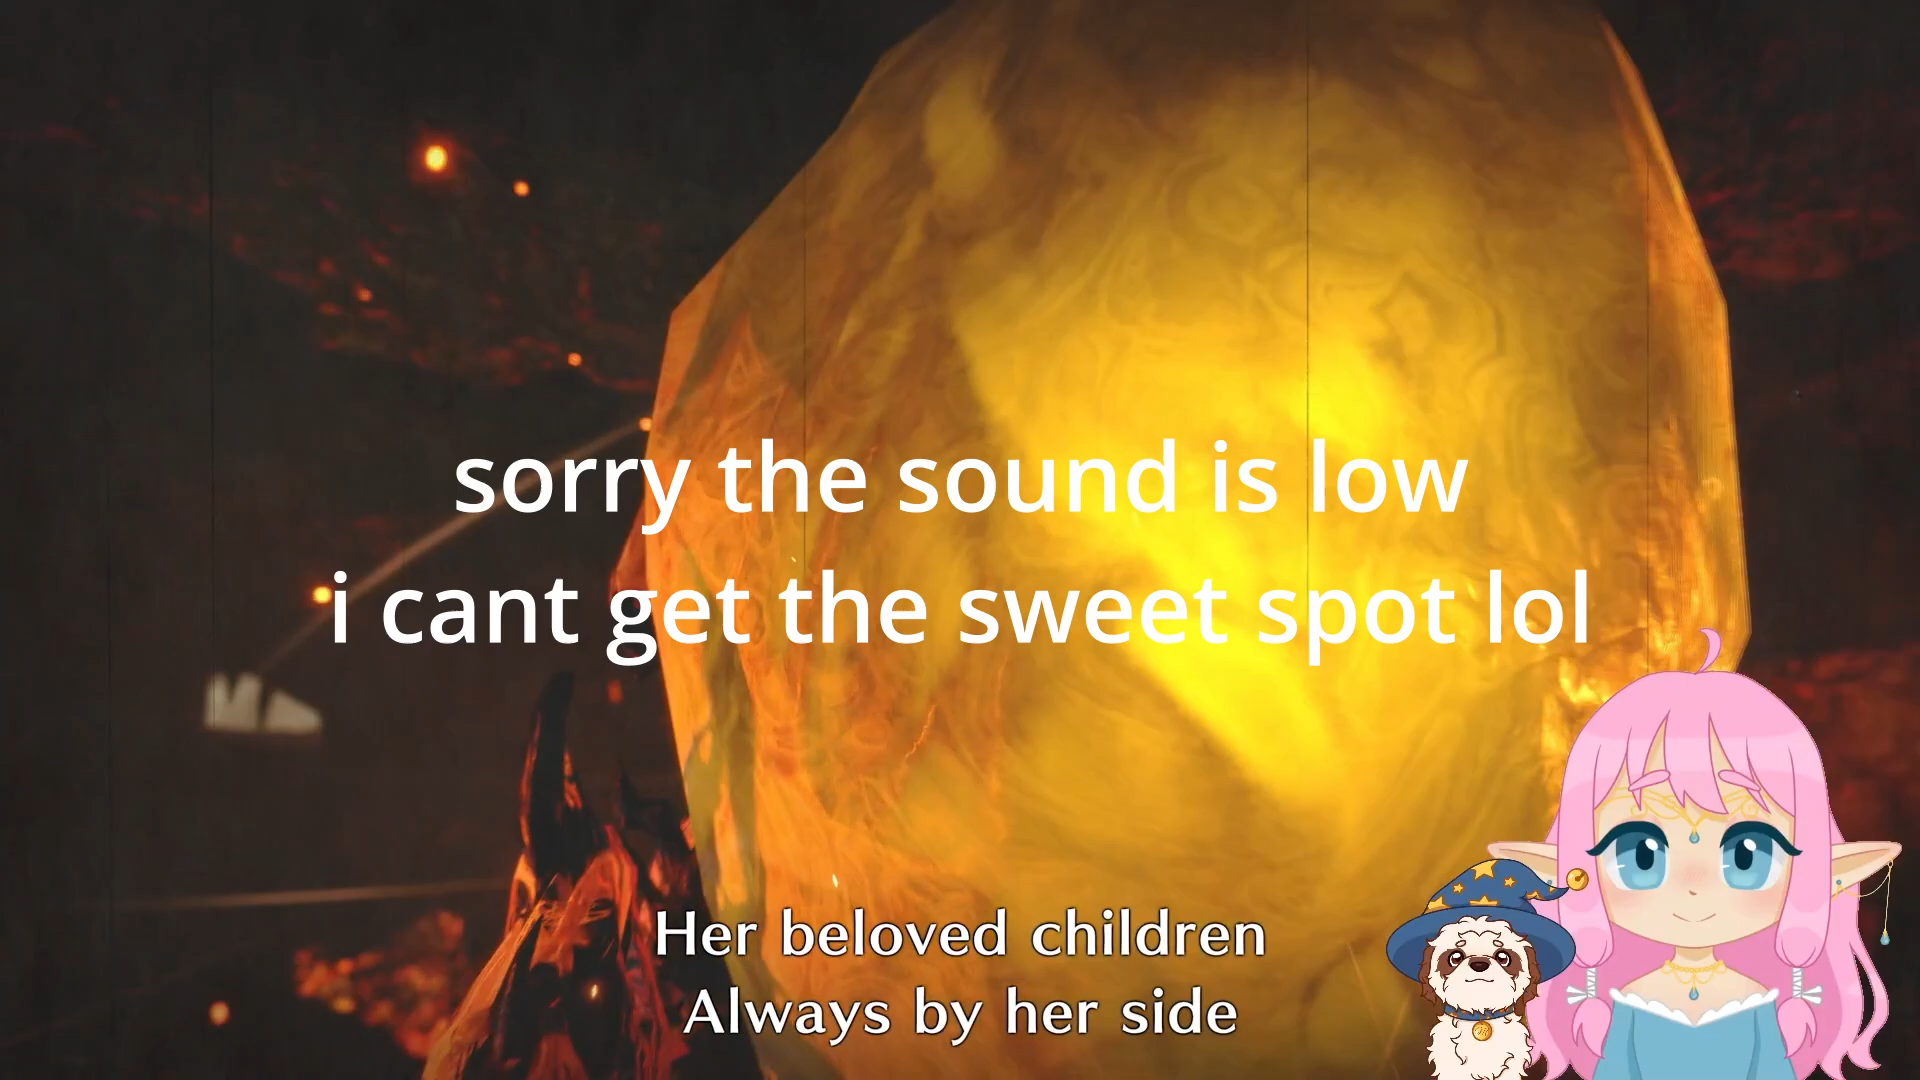 sorry the sound is low
i cant get the sweet spot lol
Her beloved children
Always by her side